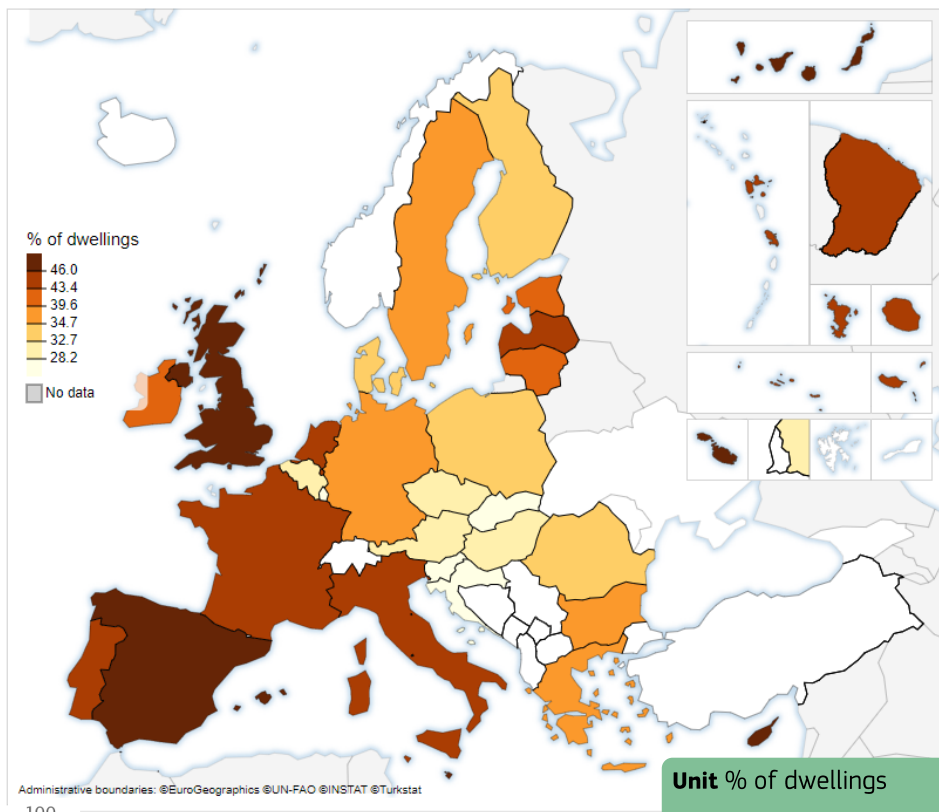 % of dwellings
46.0
43.4
39.6
34.7
32.7
28.2
No data
Administrative boundaries: ©EuroGeographics ©UN-FAO ©INSTAT ©Turkstat
Unit % of dwellings
100